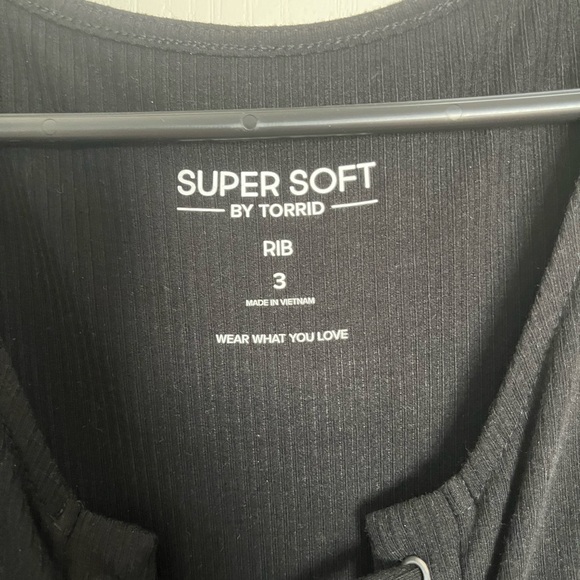 SUPER SOFT
BY TORRID
RIB
3
MADE IN VIETNAM
WEAR WHAT YOU LOVE